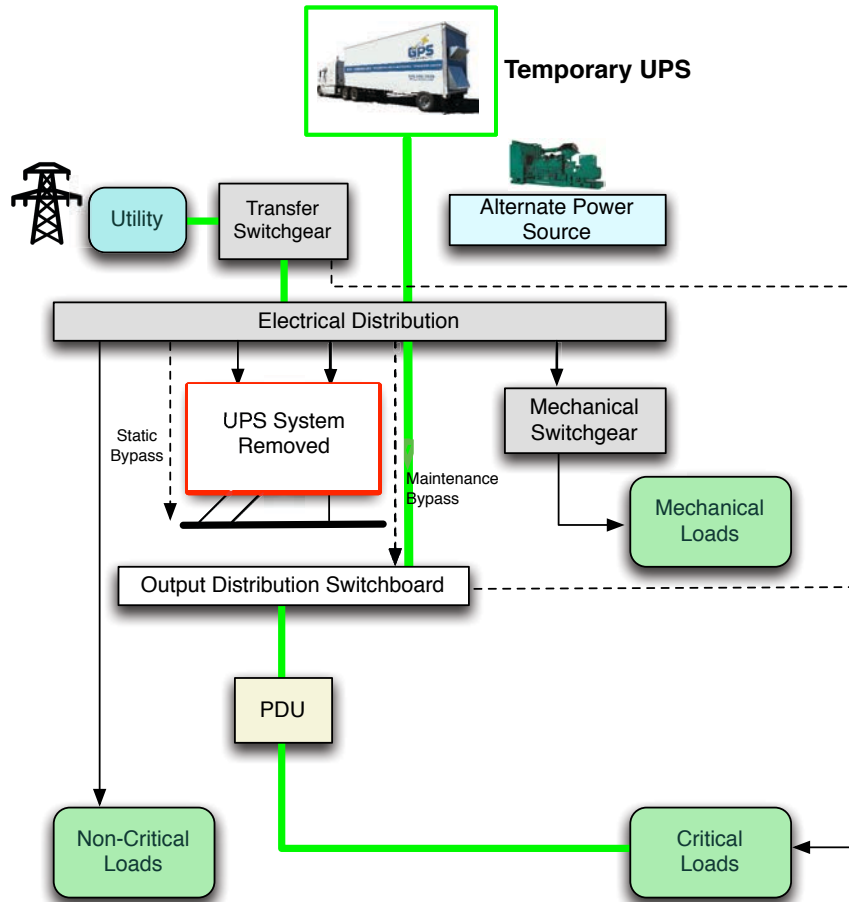 GPS
Temporary UPS
Utility
Transfer
Switchgear
Alternate Power
Source
Electrical Distribution
Static
Bypass
UPS System
Removed
Maintenance
Bypass
Mechanical
Switchgear
Mechanical
Loads
Output Distribution Switchboard
PDU
Non-Critical
Loads
Critical
Loads